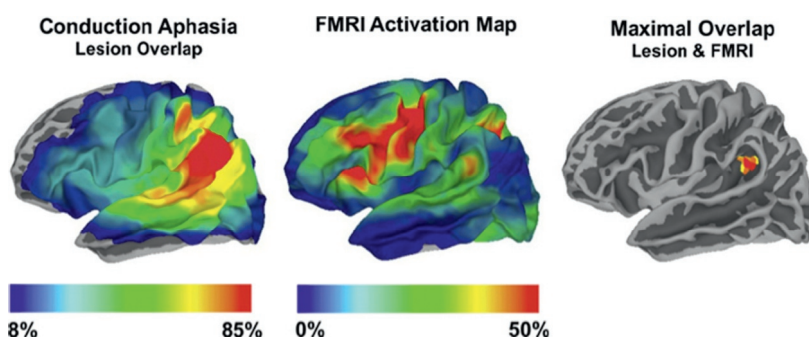 Conduction Aphasia
Lesion Overlap
FMRI Activation Map
Maximal Overlap
Lesion & FMRI
8%
85%
0%
50%